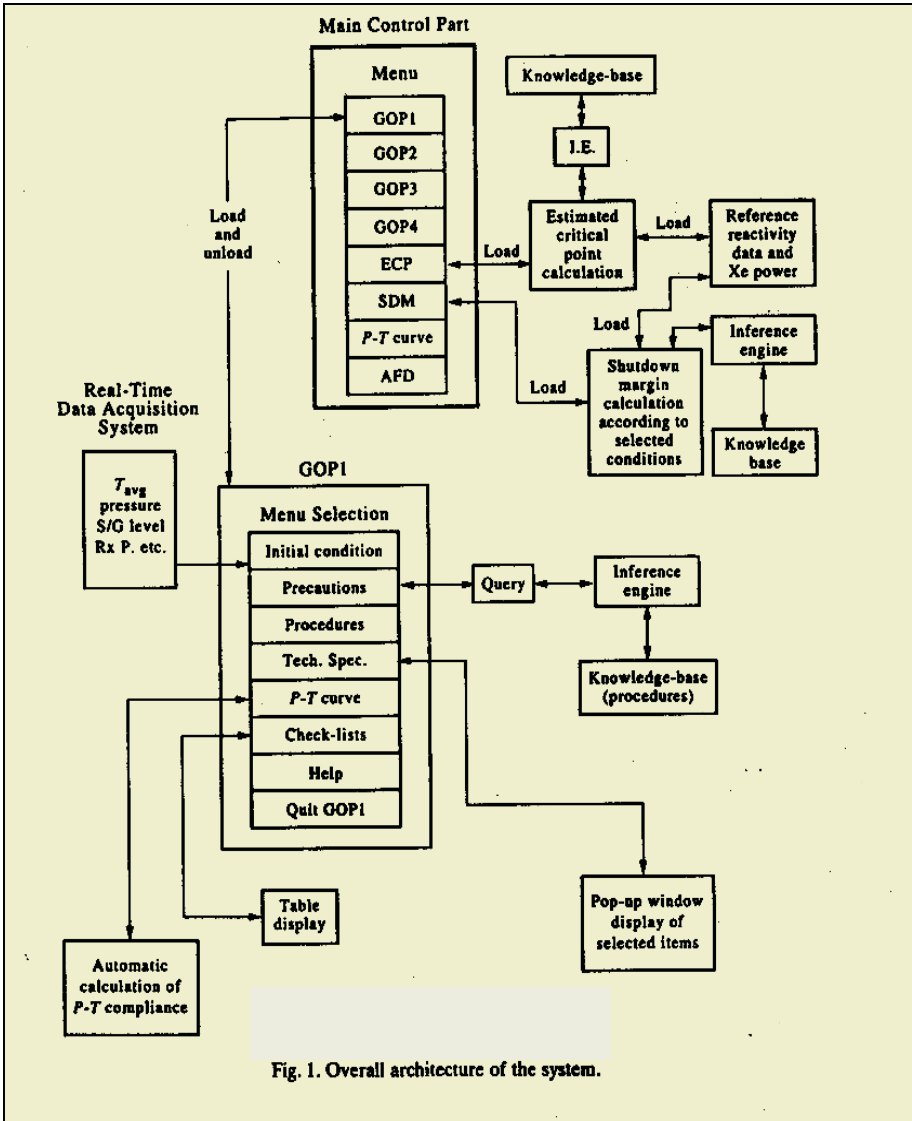 Main Control Part
Menu
GOP1
GOP2
GOP3
GOP4
ECP
SDM
P-T curve
AFD
Knowledge-base
I.E.
Estimated
critical
point
calculation
Load
Load
Reference
reactivity
data and
Xe power
Load
Load
Shutdown
margin
calculation
according to
selected
conditions
Inference
engine
Knowledge
base
Load
and
unload
Real-Time
Data Acquisition
System
Tavg
pressure
S/G level
Rx P. etc.
GOP1
Menu Selection
Initial condition
Precautions
Procedures
Tech. Spec.
P-T curve
Check-lists
Help
Quit GOP1
Query
Inference
engine
Knowledge-base
(procedures)
Table
display
Pop-up window
display of
selected items
Automatic
calculation of
P-T compliance
Fig. 1. Overall architecture of the system.